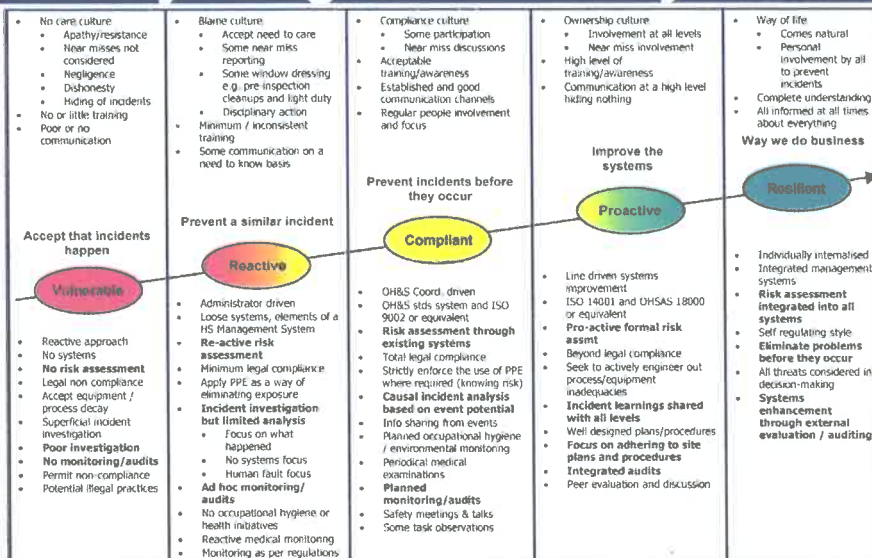 No care culture
Apathy/resistance
Near misses not
considered
Negligence
Dishonesty
Hiding of incidents
No or little training
Poor or no
communication
Accept that incidents
happen
Vulnerable
Reactive approach
No systems
No risk assessment
Legal non compliance
Accept equipment /
process decay
Superficial incident
investigation
Poor investigation
No monitoring/audits
Permit non-compliance
Potential illegal practices
Blame culture
Accept need to care
Some near miss
reporting
Some window dressing
e.g. pre-inspection
cleanups and light duty
Disciplinary action
Minimum / inconsistent
training
Some communication on a
need to know basis
Prevent a similar incident
Reactive
Administrator driven
Loose systems, elements of a
HS Management System
Re-active risk
assessment
Minimum legal compliance
Apply PPE as a way of
eliminating exposure
Incident investigation
but limited analysis
Focus on what
happened
No systems focus
Human fault focus
Ad hoc monitoring/
audits
No occupational hygiene or
health initiatives
Reactive medical monitoring
Monitoring as per regulations
Compliance culture
Some participation
Near miss discussions
Acceptable
training/awareness
Established and good
communication channels
Regular people involvement
and focus
Prevent incidents before
they occur
Compliant
OH&S Coord. driven
OH&S stds system and ISO
9002 or equivalent
Risk assessment through
existing systems
Total legal compliance
Strictly enforce the use of PPE
where required (knowing risk)
Causal incident analysis
based on event potential
Info sharing from events
Planned occupational hygiene
/ environmental monitoring
Periodical medical
examinations
Planned
monitoring/audits
Safety meetings & talks
Some task observations
Ownership culture
Involvement at all levels
Near miss involvement
High level of
training/awareness
Communication at a high level
hiding nothing
Improve the
systems
Proactive
Line driven systems
improvement
ISO 14001 and OHSAS 18000
or equivalent
Pro-active formal risk
assmt
Beyond legal compliance
Seek to actively engineer out
process/equipment
inadequacies
Incident learnings shared
with all levels
Well designed plans/procedures
Focus on adhering to site
plans and procedures
Integrated audits
Peer evaluation and discussion
Way of life
Comes natural
Personal
involvement by all
to prevent
incidents
Complete understanding
All informed at all times
about everything
Way we do business
Resilient
Individually internalised
Integrated management
systems
Risk assessment
integrated into all
systems
Self regulating style
Eliminate problems
before they occur
All threats considered in
decision-making
Systems
enhancement
through external
evaluation / auditing